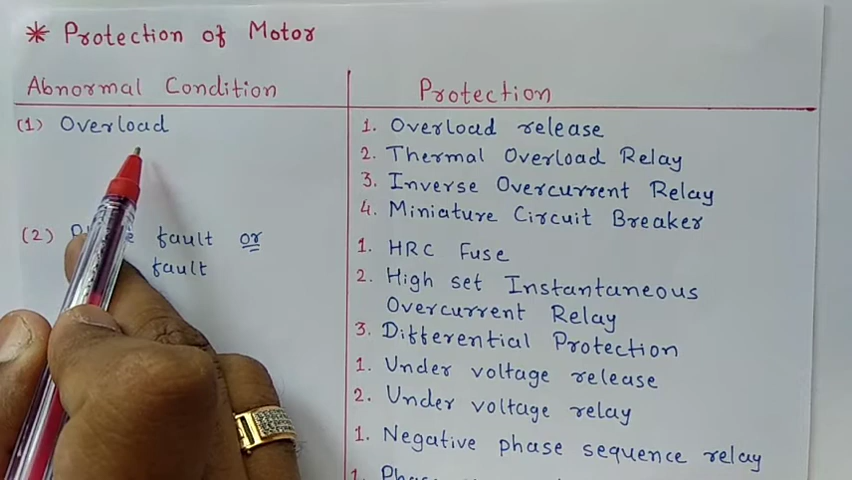 * Protection of Motor
Abnormal Condition
Protection
(1) Overload
1. Overload release
2. Thermal Overload Relay
3. Inverse Overcurrent Relay
4. Miniature Circuit Breaker
(2) fault or
fault
1. HRC Fuse
2. High set Instantaneous
Overcurrent Relay
3. Differential Protection
1. Under voltage release
2. Under voltage relay
1. Negative phase sequence relay
1.